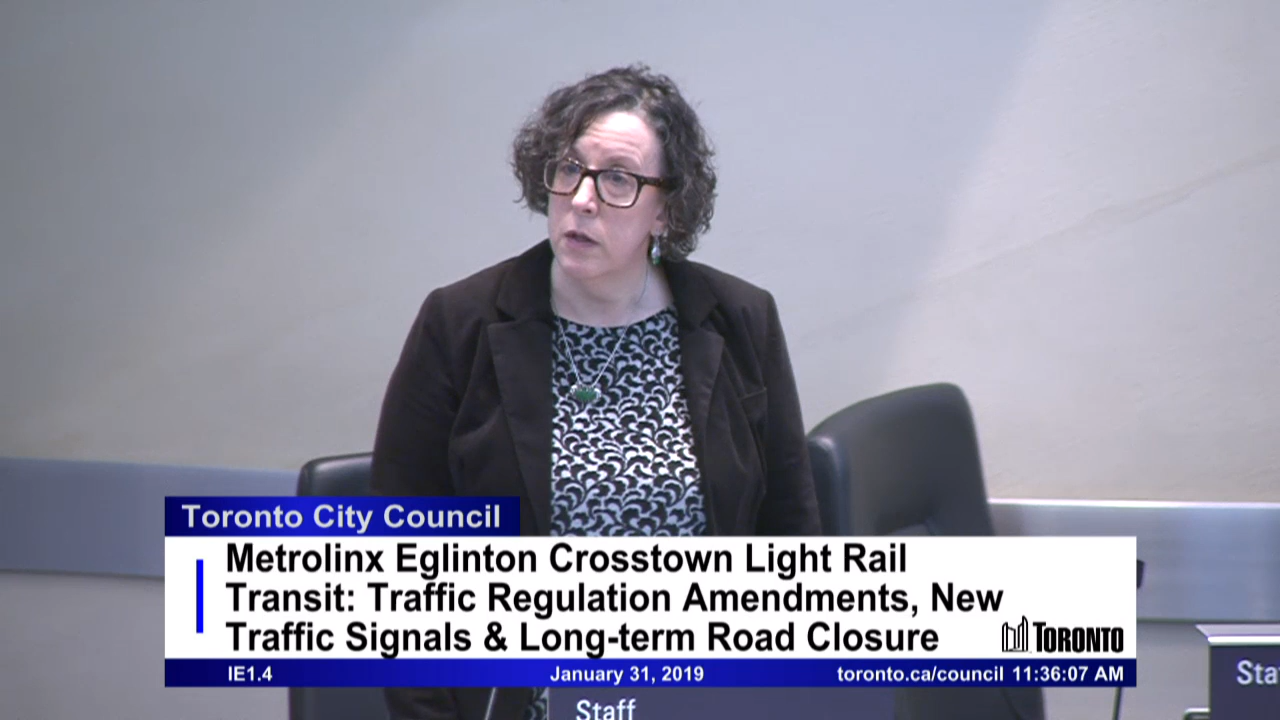 Toronto City Council
Metrolinx Eglinton Crosstown Light Rail
Transit: Traffic Regulation Amendments, New
Traffic Signals & Long-term Road Closure
TORONTO
IE1.4
January 31, 2019
toronto.ca/council 11:36:07 AM
Staff